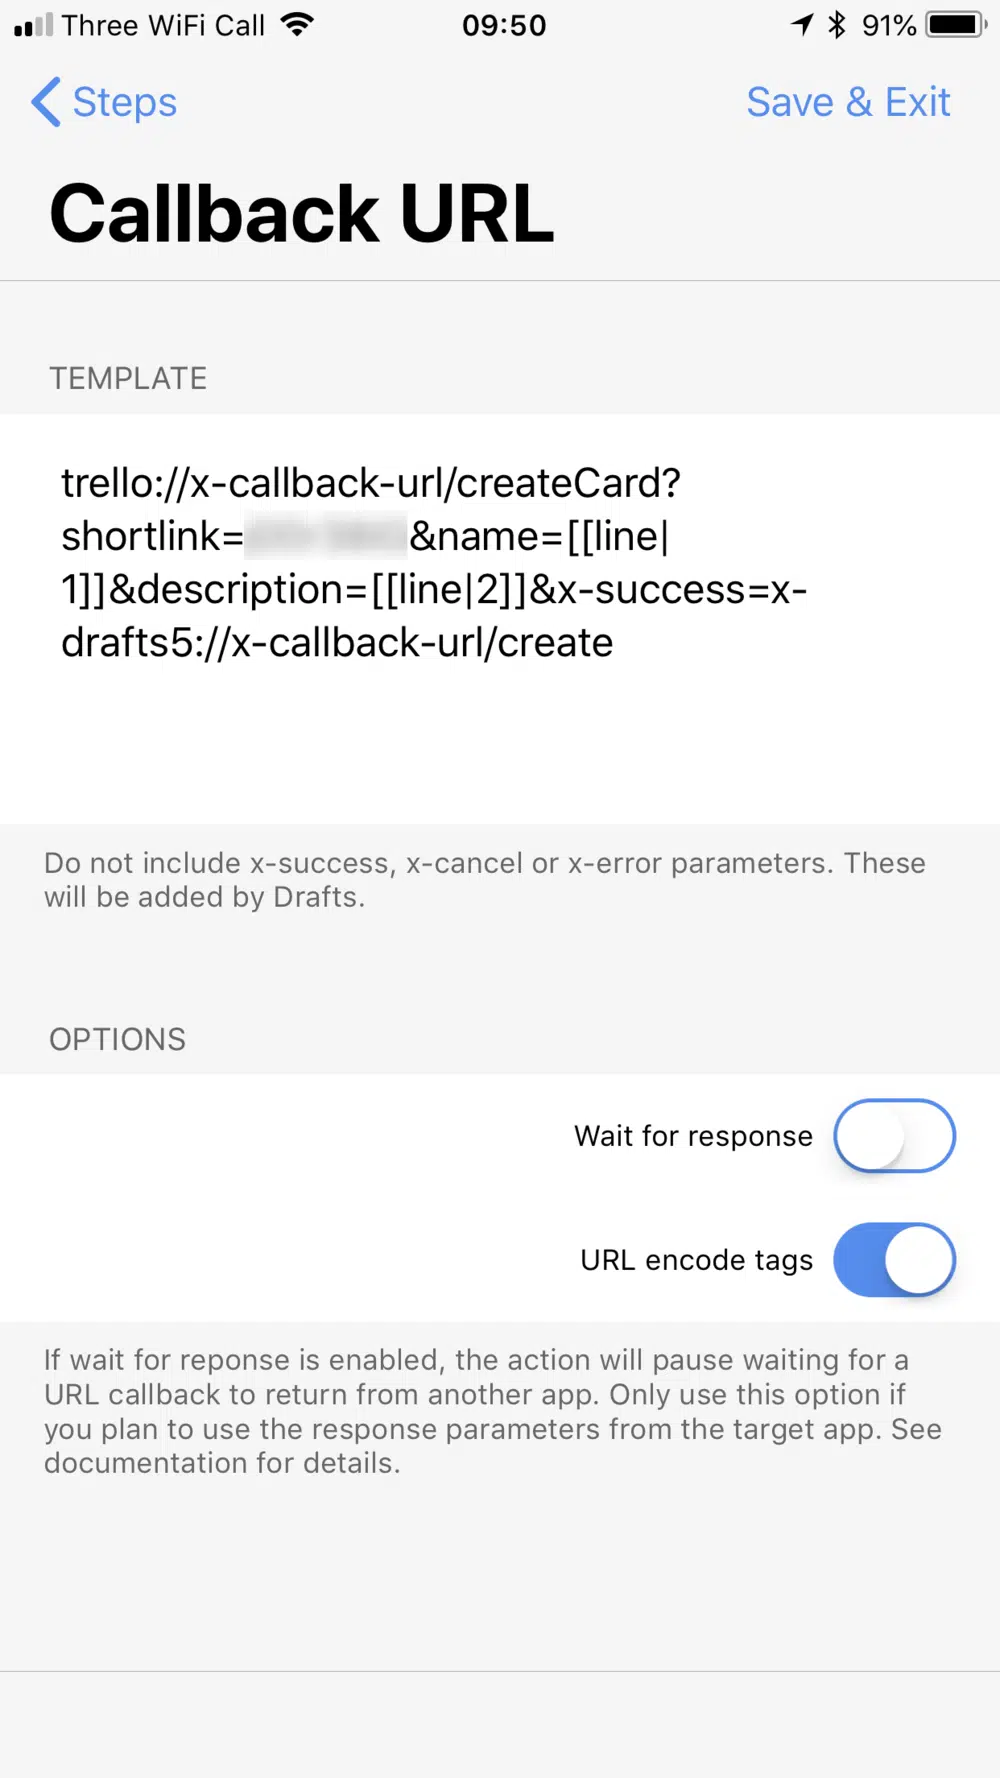 Three WiFi Call 09:50 91%
Steps Save & Exit
Callback URL
TEMPLATE
trello://x-callback-url/createCard?
shortlink= &name=[[line|
1]]&description=[[line|2]]&x-success=x-
drafts5://x-callback-url/create
Do not include x-success, x-cancel or x-error parameters. These
will be added by Drafts.
OPTIONS
Wait for response
URL encode tags
If wait for reponse is enabled, the action will pause waiting for a
URL callback to return from another app. Only use this option if
you plan to use the response parameters from the target app. See
documentation for details.